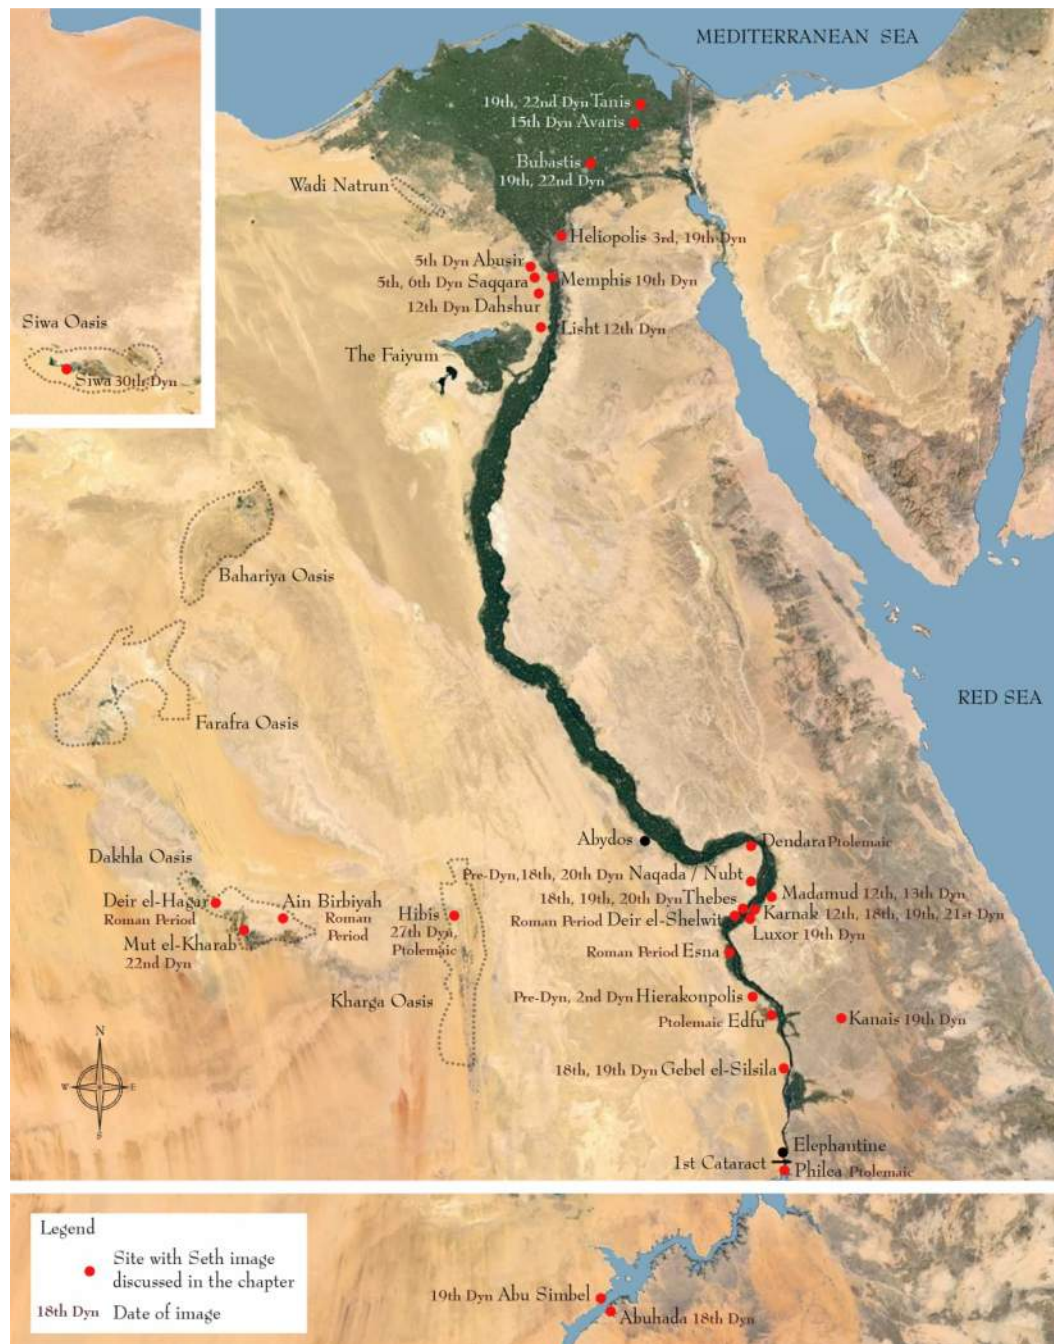 MEDITERRANEAN SEA
19th, 22nd Dyn Tanis
15th Dyn Avaris
Bubastis
19th, 22nd Dyn
Wadi Natrun
Heliopolis 3rd, 19th Dyn
5th Dyn Abusir
5th, 6th Dyn Saqqara
Memphis 19th Dyn
12th Dyn Dahshur
Lisht 12th Dyn
Siwa Oasis
Siwa 30th Dyn
The Faiyum
Bahariya Oasis
Farafra Oasis
RED SEA
Abydos
Dendara Ptolemaic
Dakhla Oasis
Pre-Dyn, 18th, 20th Dyn Naqada / Nubt
Deir el-Hagar
Roman Period
Ain Birbiyah
Roman
Period
Mut el-Kharab
22nd Dyn
Hibis
27th Dyn,
Ptolemaic
Kharga Oasis
18th, 19th, 20th Dyn Thebes
Madamud 12th, 13th Dyn
Roman Period Deir el-Shelwit
Karnak 12th, 18th, 19th, 21st Dyn
Luxor 19th Dyn
Roman Period Esna
Pre-Dyn, 2nd Dyn Hierakonpolis
Ptolemaic Edfu
Kanais 19th Dyn
18th, 19th Dyn Gebel el-Silsila
N
W E
S
Elephantine
1st Cataract
Philea Ptolemaic
Legend
Site with Seth image
discussed in the chapter
18th Dyn Date of image
19th Dyn Abu Simbel
Abuhada 18th Dyn